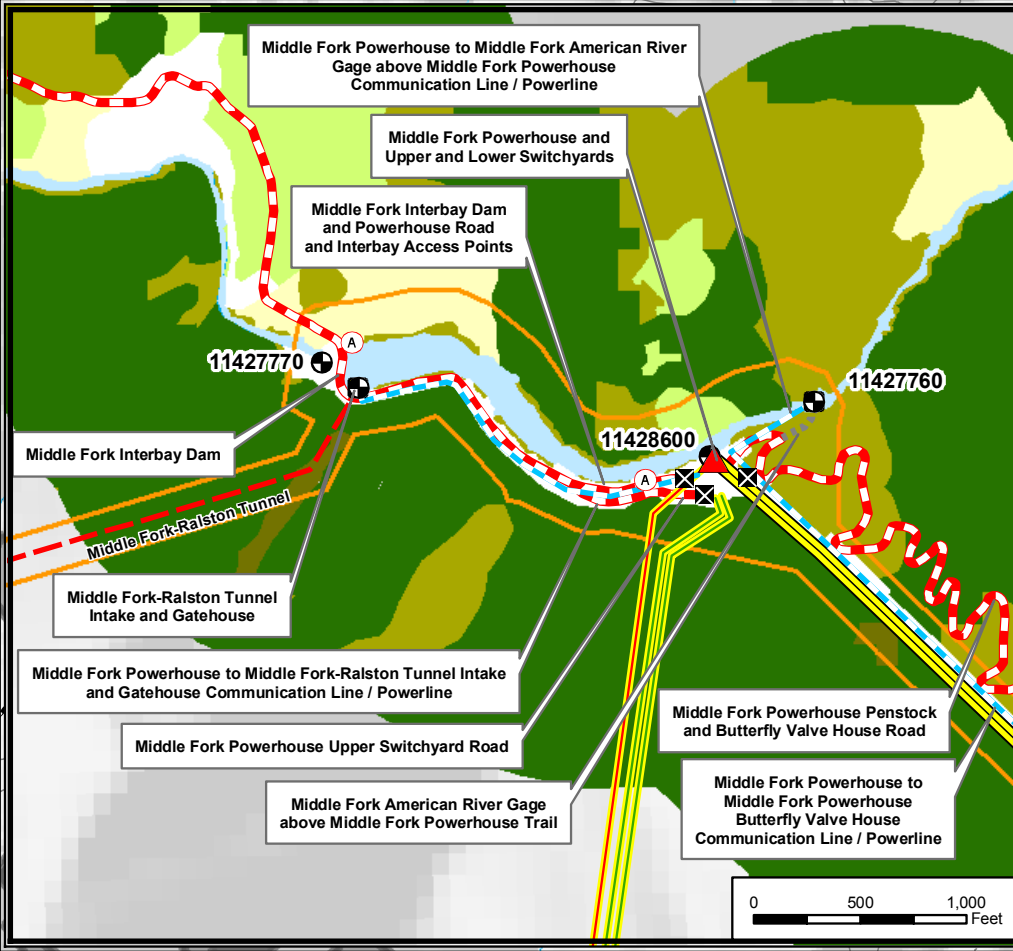 Middle Fork Powerhouse to Middle Fork American River
Gage above Middle Fork Powerhouse
Communication Line / Powerline
Middle Fork Powerhouse and
Upper and Lower Switchyards
Middle Fork Interbay Dam
and Powerhouse Road
and Interbay Access Points
A
11427770
11427760
11428600
A
Middle Fork Interbay Dam
Middle Fork-Ralston Tunnel
Middle Fork-Ralston Tunnel
Intake and Gatehouse
Middle Fork Powerhouse to Middle Fork-Ralston Tunnel Intake
and Gatehouse Communication Line / Powerline
Middle Fork Powerhouse Upper Switchyard Road
Middle Fork American River Gage
above Middle Fork Powerhouse Trail
Middle Fork Powerhouse Penstock
and Butterfly Valve House Road
Middle Fork Powerhouse to
Middle Fork Powerhouse
Butterfly Valve House
Communication Line / Powerline
0 500 1,000
Feet